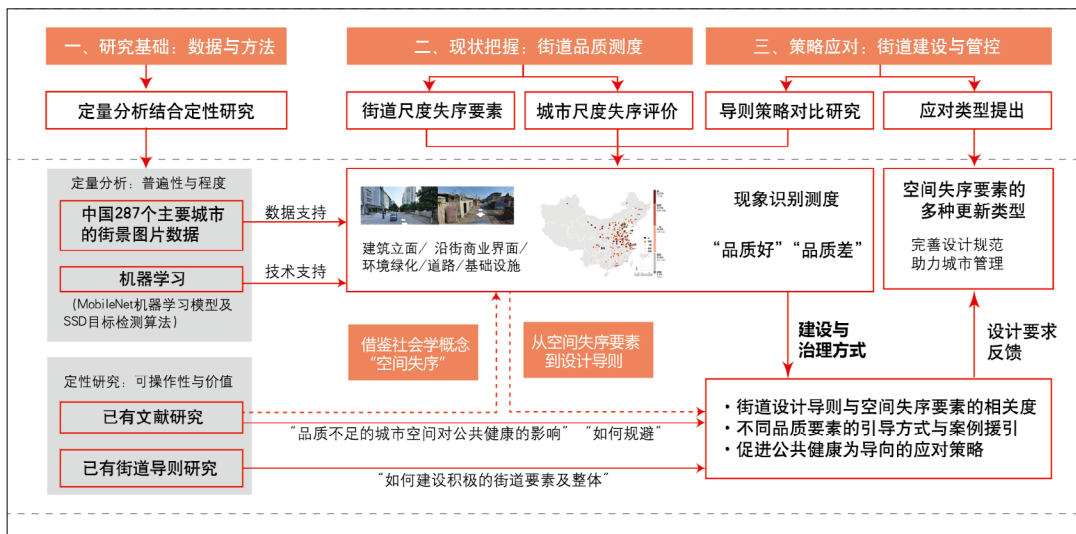 一、研究基础：数据与方法
二、现状把握：街道品质测度
三、策略应对：街道建设与管控
定量分析结合定性研究
街道尺度失序要素
城市尺度失序评价
导则策略对比研究
应对类型提出
定量分析：普遍性与程度
中国287个主要城市
的街景图片数据
机器学习
（MobileNet机器学习模型及
SSD目标检测算法）
数据支持
技术支持
建筑立面/ 沿街商业界面/
环境绿化/道路/基础设施
现象识别测度
“品质好”“品质差”
空间失序要素的
多种更新类型
完善设计规范
助力城市管理
借鉴社会学概念
“空间失序”
从空间失序要素
到设计导则
建设与
治理方式
设计要求
反馈
定性研究：可操作性与价值
已有文献研究
已有街道导则研究
“品质不足的城市空间对公共健康的影响” “如何规避”
“如何建设积极的街道要素及整体”
・街道设计导则与空间失序要素的相关度
・不同品质要素的引导方式与案例援引
・促进公共健康为导向的应对策略